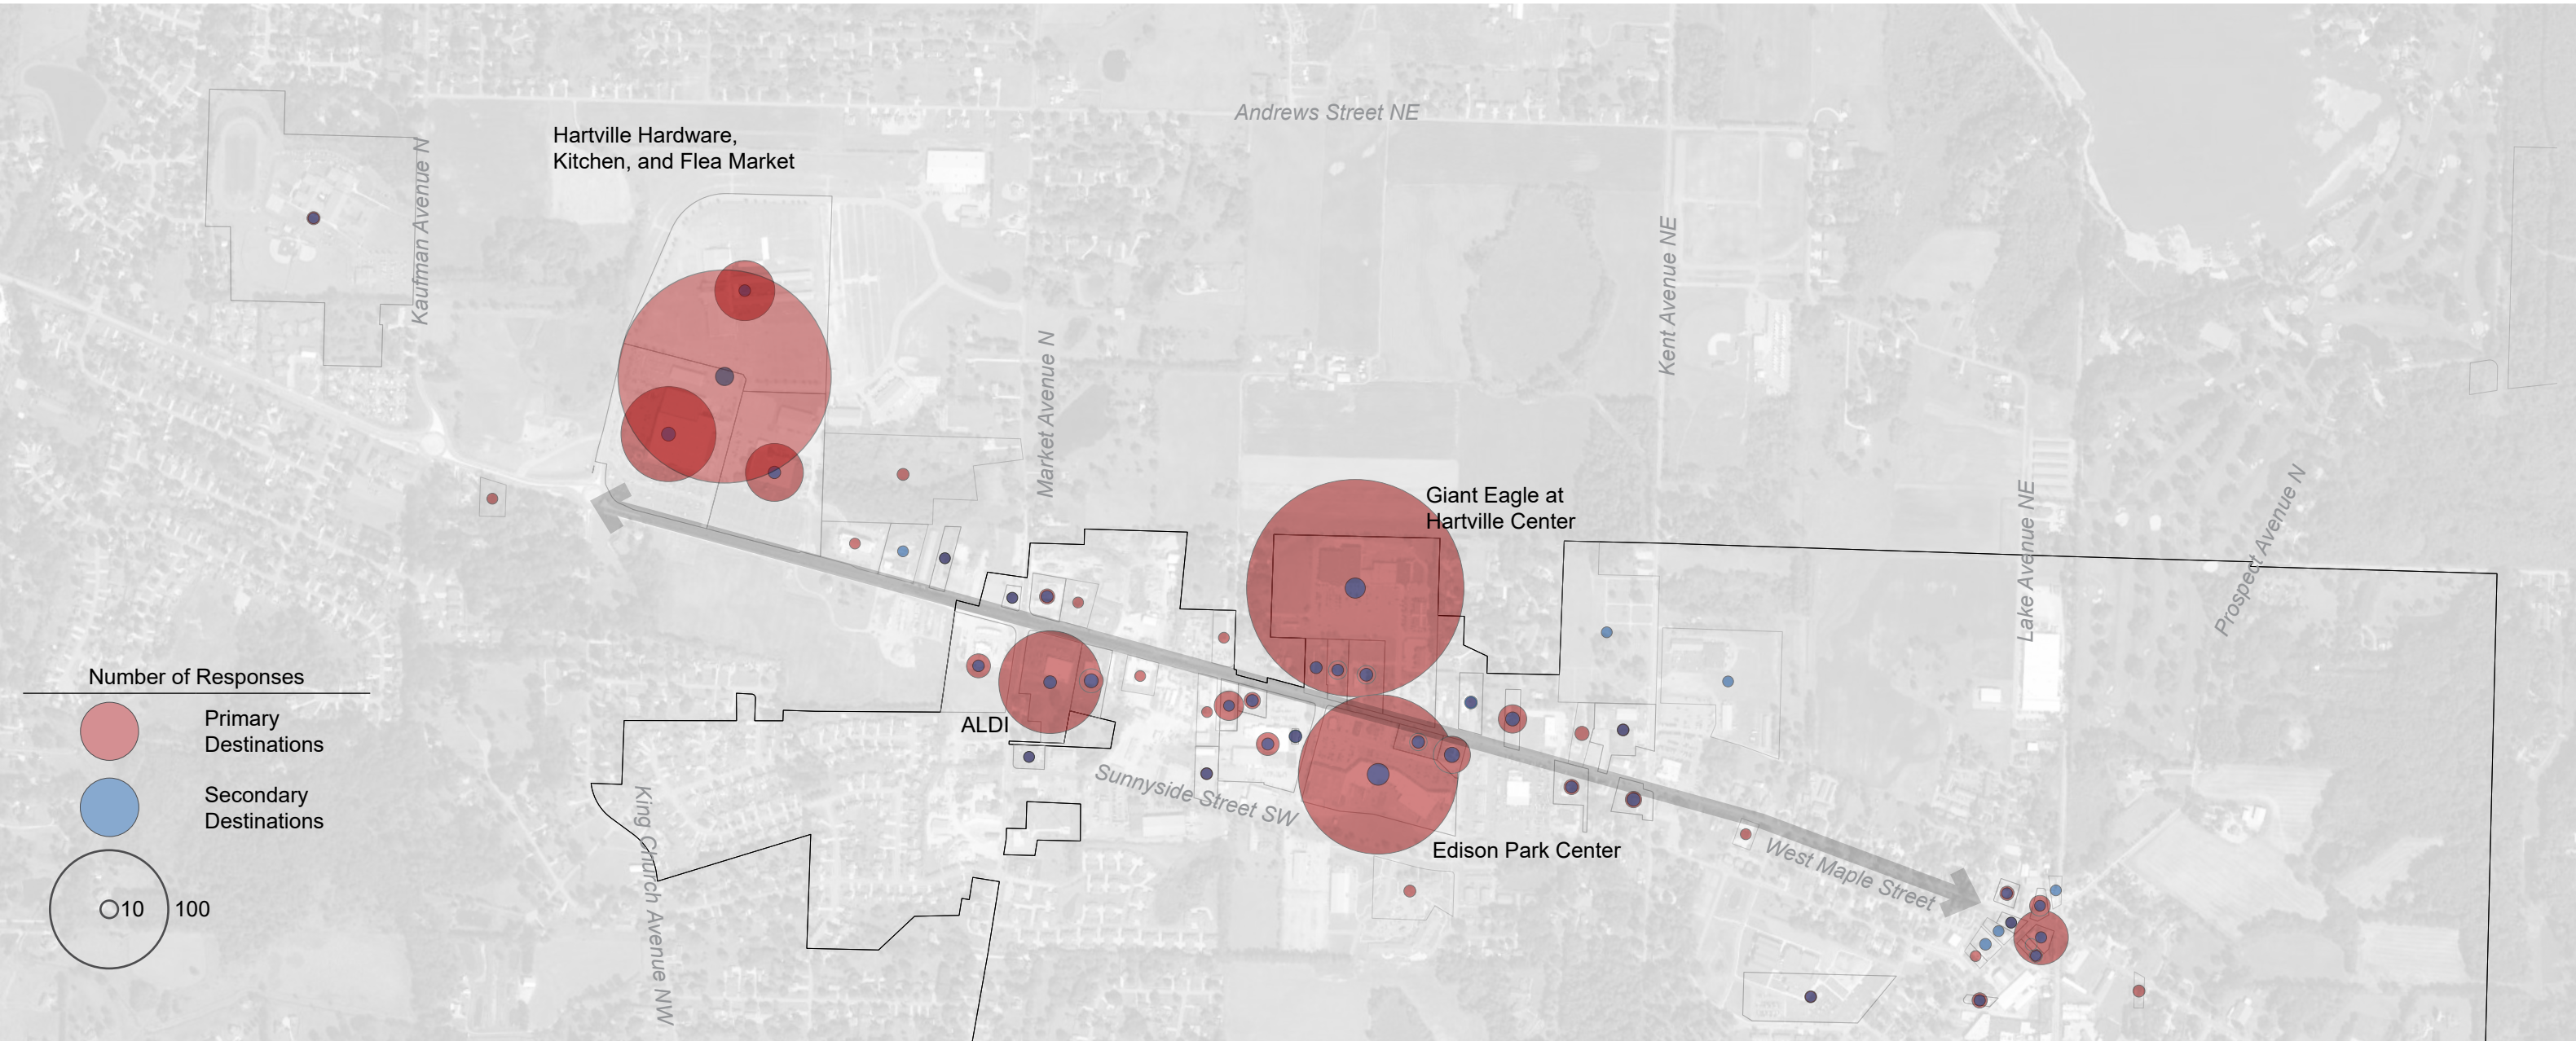 Andrews Street NE
Hartville Hardware,
Kitchen, and Flea Market
Kaufman Avenue N
Kent Avenue NE
Market Avenue N
Giant Eagle at
Hartville Center
Lake Avenue NE
Prospect Avenue N
Number of Responses
Primary
Destinations
Secondary
Destinations
10
100
ALDI
Sunnyside Street SW
King Church Avenue NW
Edison Park Center
West Maple Street